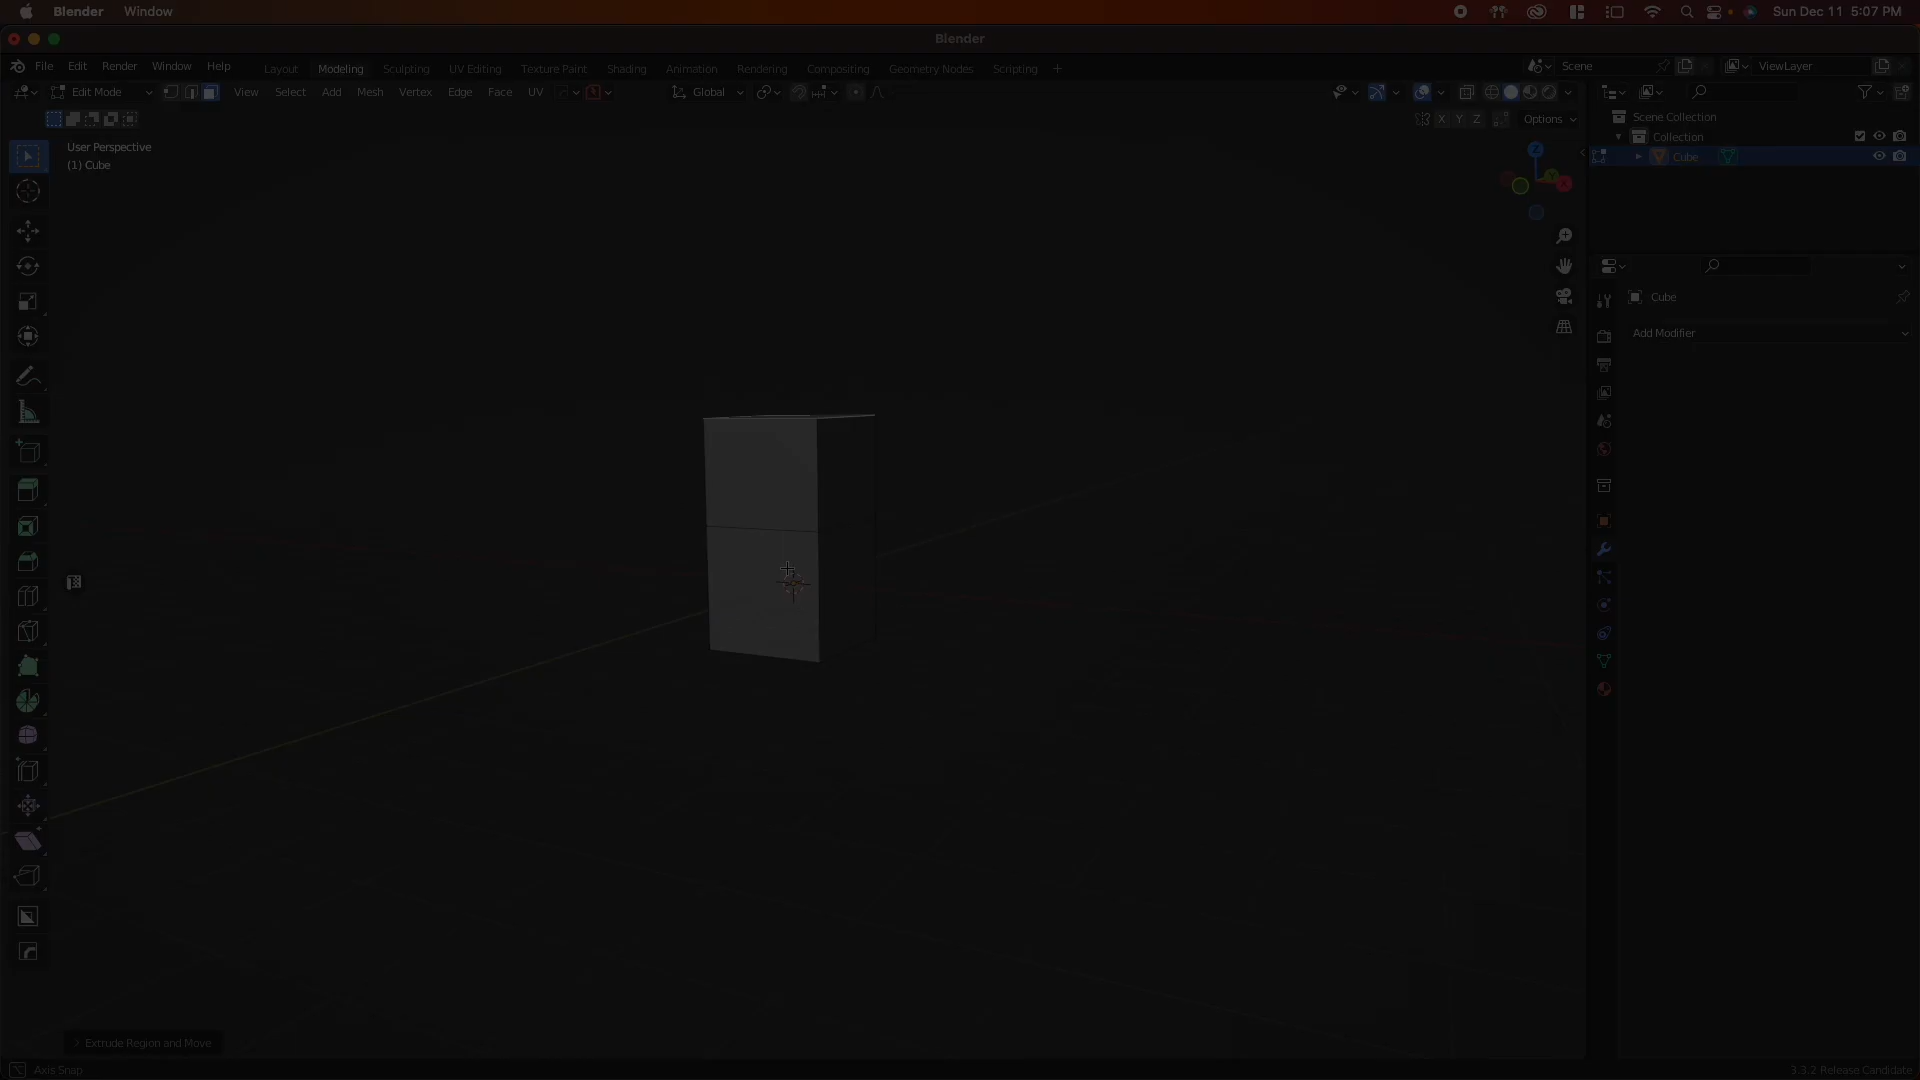 Blender Window
Sun Dec 11 5:07 PM
Blender
File Edit Render Window Help
Layout Modeling Sculpting UV Editing Texture Paint Shading Animation Rendering Compositing Geometry Nodes Scripting +
Scene
ViewLayer
Edit Mode
View Select Add Mesh Vertex Edge Face UV
Global
X Y Z
Options
User Perspective
(1) Cube
Z
Y
X
Scene Collection
Collection
Cube
Cube
Add Modifier
Extrude Region and Move
Axis Snap
3.3.2 Release Candidate